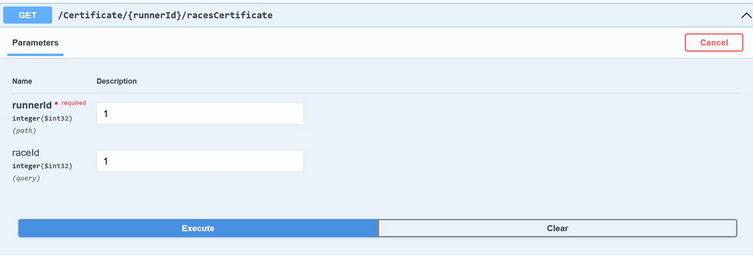 GET /Certificate/{runnerId}/racesCertificate
Parameters
Cancel
Name Description
runnerId * required
integer($int32)
(path)
1
raceId
integer($int32)
(query)
1
Execute
Clear